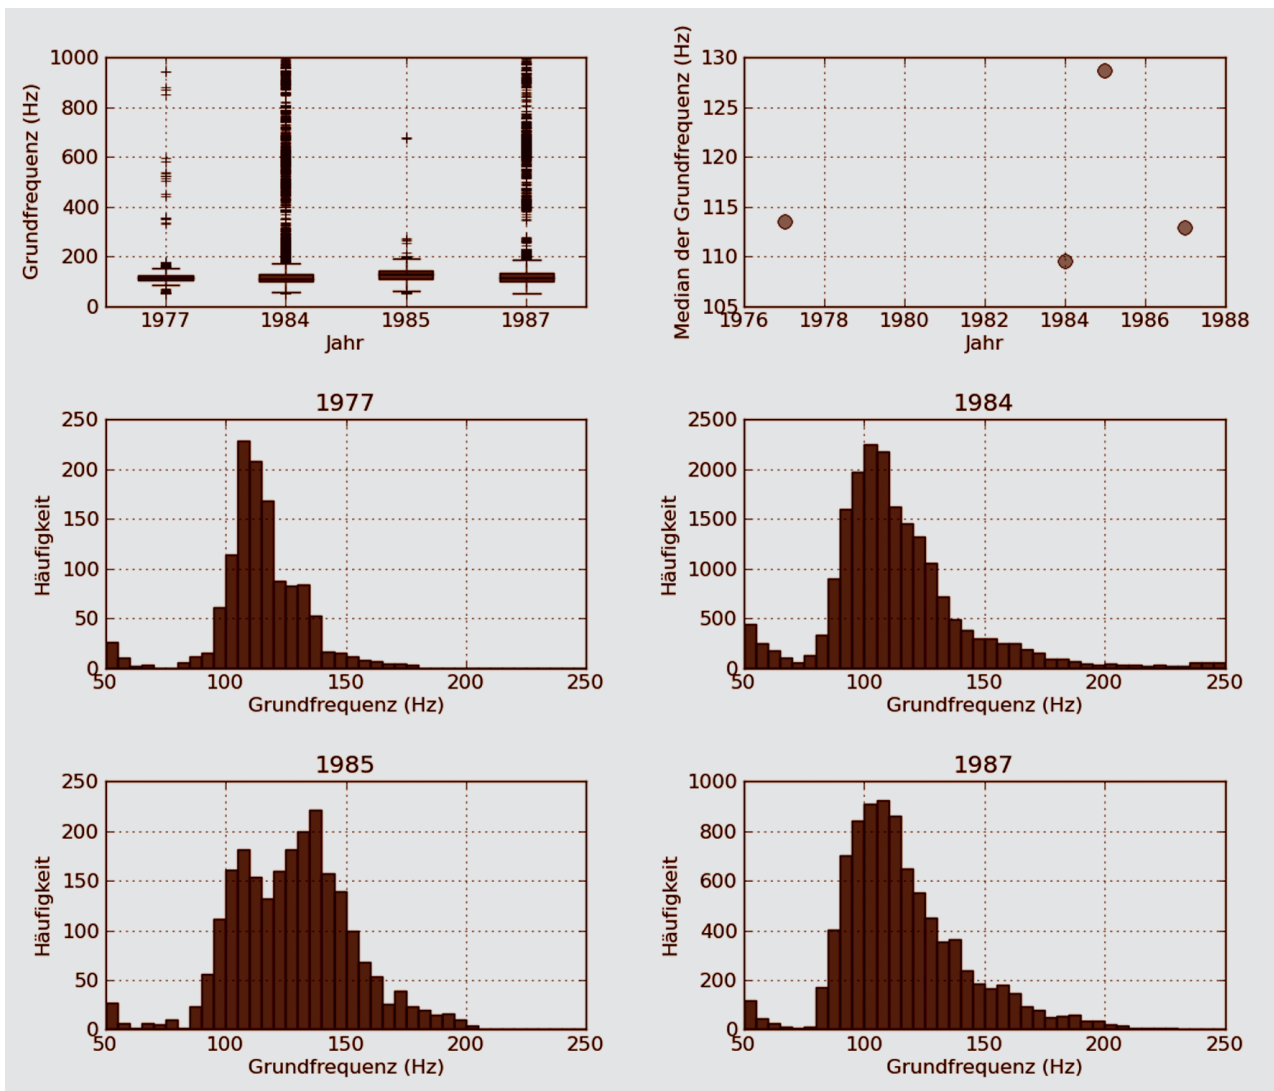 Grundfrequenz (Hz)
1000
800
600
400
200
0
1977 1984 1985 1987
Jahr
Median der Grundfrequenz (Hz)
130
125
120
115
110
105
1976 1978 1980 1982 1984 1986 1988
Jahr
1977
Häufigkeit
250
200
150
100
50
0
50 100 150 200 250
Grundfrequenz (Hz)
1984
Häufigkeit
2500
2000
1500
1000
500
0
50 100 150 200 250
Grundfrequenz (Hz)
1985
Häufigkeit
250
200
150
100
50
0
50 100 150 200 250
Grundfrequenz (Hz)
1987
Häufigkeit
1000
800
600
400
200
0
50 100 150 200 250
Grundfrequenz (Hz)